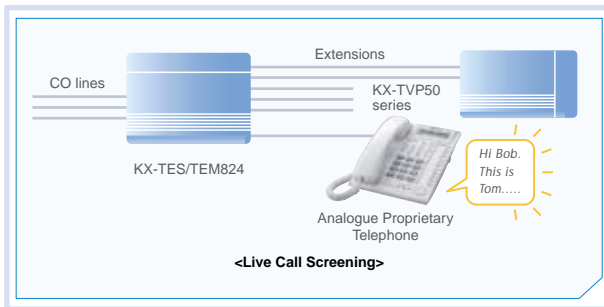 Extensions
CO lines
KX-TVP50
series
KX-TES/TEM824
Hi Bob.
This is
Tom.....
Analogue Proprietary
Telephone
<Live Call Screening>